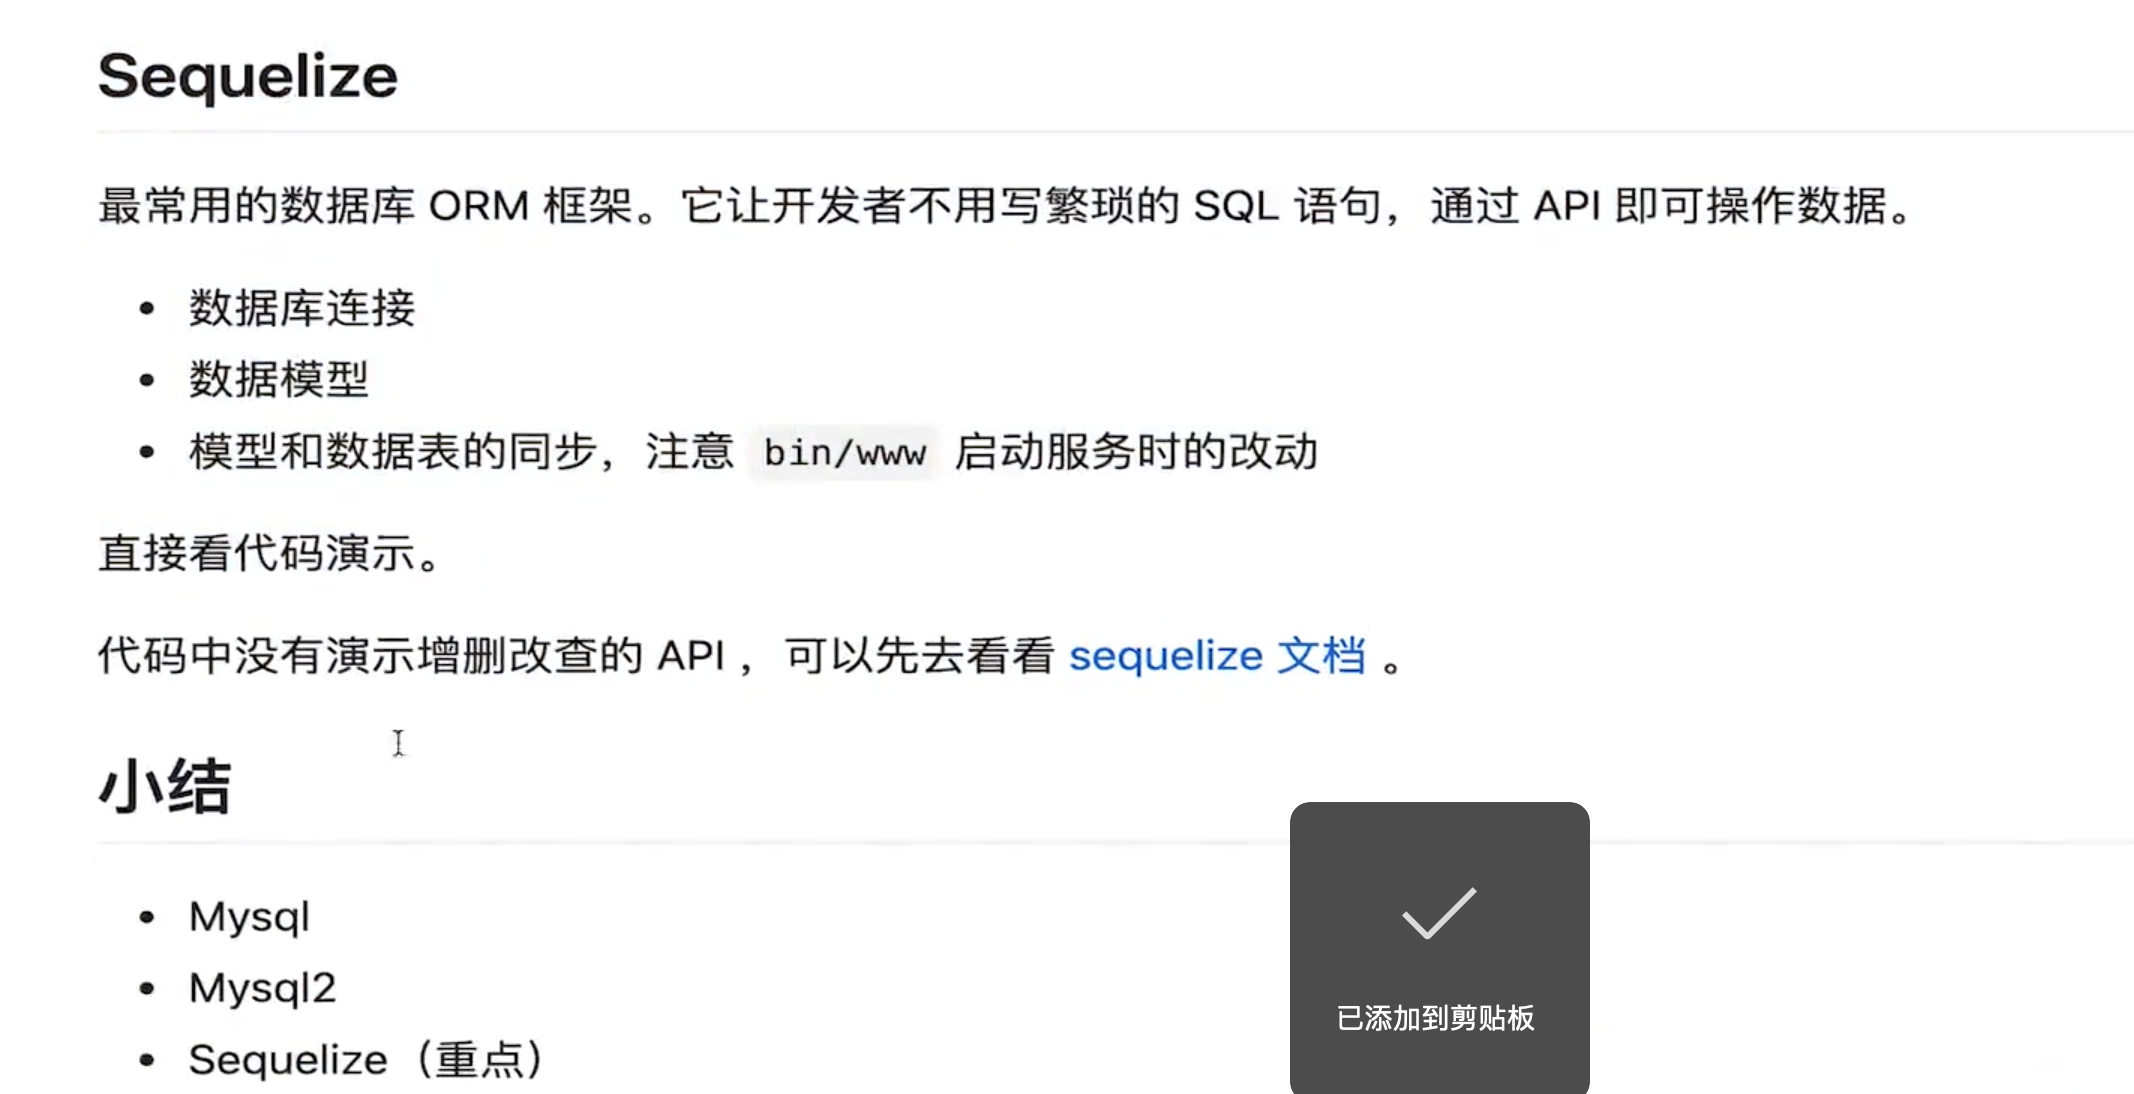 Sequelize
最常用的数据库 ORM 框架。它让开发者不用写繁琐的 SQL 语句，通过 API 即可操作数据。
• 数据库连接
• 数据模型
• 模型和数据表的同步，注意 bin/www 启动服务时的改动
直接看代码演示。
代码中没有演示增删改查的 API ，可以先去看看 sequelize 文档 。
小结
• Mysql
• Mysql2
• Sequelize（重点）
已添加到剪贴板